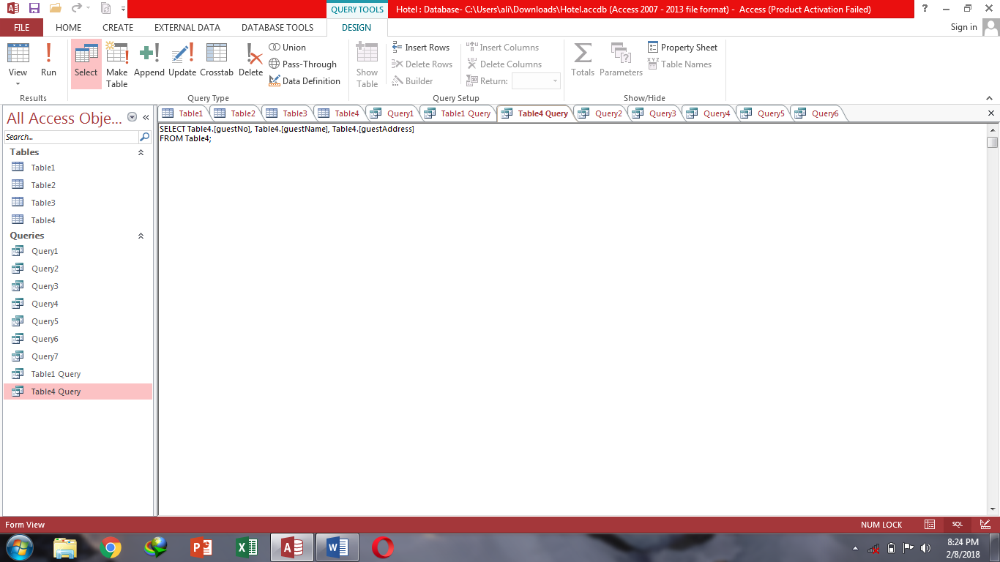 QUERY TOOLS
Hotel : Database- C:\Users\ali\Downloads\Hotel.accdb (Access 2007 - 2013 file format) - Access (Product Activation Failed)
?
FILE HOME CREATE EXTERNAL DATA DATABASE TOOLS DESIGN
Sign in
View
Run
Select
Make
Table
Append
Update
Crosstab
Delete
Union
Pass-Through
Data Definition
Show
Table
Insert Rows
Delete Rows
Builder
Insert Columns
Delete Columns
Return:
Totals
Parameters
Property Sheet
Table Names
Results
Query Type
Query Setup
Show/Hide
All Access Obje...
Search...
Tables
Table1
Table2
Table3
Table4
Queries
Query1
Query2
Query3
Query4
Query5
Query6
Query7
Table1 Query
Table4 Query
Table1 Table2 Table3 Table4 Query1 Table1 Query Table4 Query Query2 Query3 Query4 Query5 Query6
SELECT Table4.[guestNo], Table4.[guestName], Table4.[guestAddress]
FROM Table4;
Form View
NUM LOCK
SQL
8:24 PM
2/8/2018